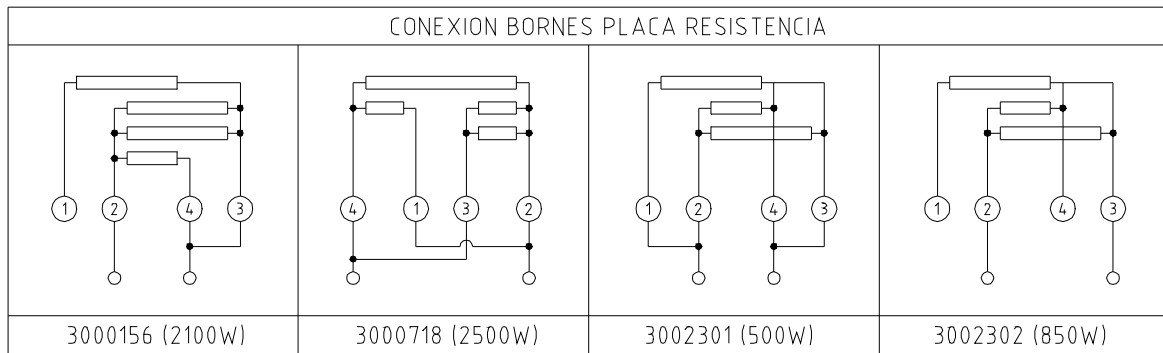 CONEXION BORNES PLACA RESISTENCIA
1 2 4 3
4 1 3 2
1 2 4 3
1 2 4 3
3000156 (2100W)
3000718 (2500W)
3002301 (500W)
3002302 (850W)